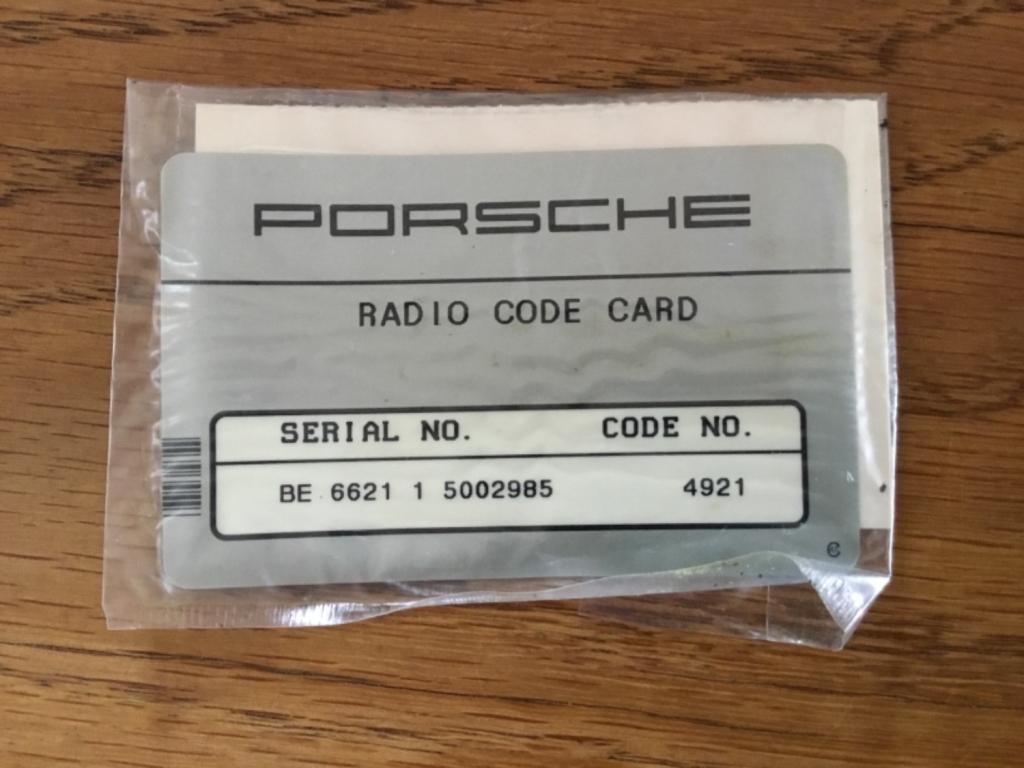 PORSCHE
RADIO CODE CARD
SERIAL NO. CODE NO.
BE 6621 1 5002985 4921